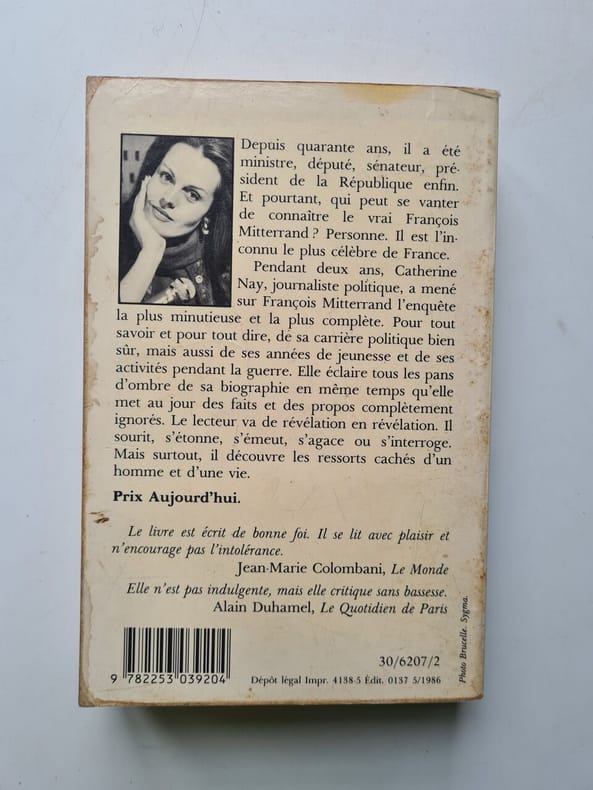 Depuis quarante ans, il a été
ministre, député, sénateur, pré-
sident de la République enfin.
Et pourtant, qui peut se vanter
de connaître le vrai François
Mitterrand ? Personne. Il est l'in-
connu le plus célèbre de France.
Pendant deux ans, Catherine
Nay, journaliste politique, a mené
sur François Mitterrand l'enquête
la plus minutieuse et la plus complète. Pour tout
savoir et pour tout dire, de sa carrière politique bien
sûr, mais aussi de ses années de jeunesse et de ses
activités pendant la guerre. Elle éclaire tous les pans
d'ombre de sa biographie en même temps qu'elle
met au jour des faits et des propos complètement
ignorés. Le lecteur va de révélation en révélation. Il
sourit, s'étonne, s'émeut, s'agace ou s'interroge.
Mais surtout, il découvre les ressorts cachés d'un
homme et d'une vie.
Prix Aujourd'hui.
Le livre est écrit de bonne foi. Il se lit avec plaisir et
n'encourage pas l'intolérance.
Jean-Marie Colombani, Le Monde
Elle n'est pas indulgente, mais elle critique sans bassesse.
Alain Duhamel, Le Quotidien de Paris
Photo Brucelle. Sygma.
30/6207/2
9 782253 039204
Dépôt légal Impr. 4138-5 Édit. 0137 5/1986